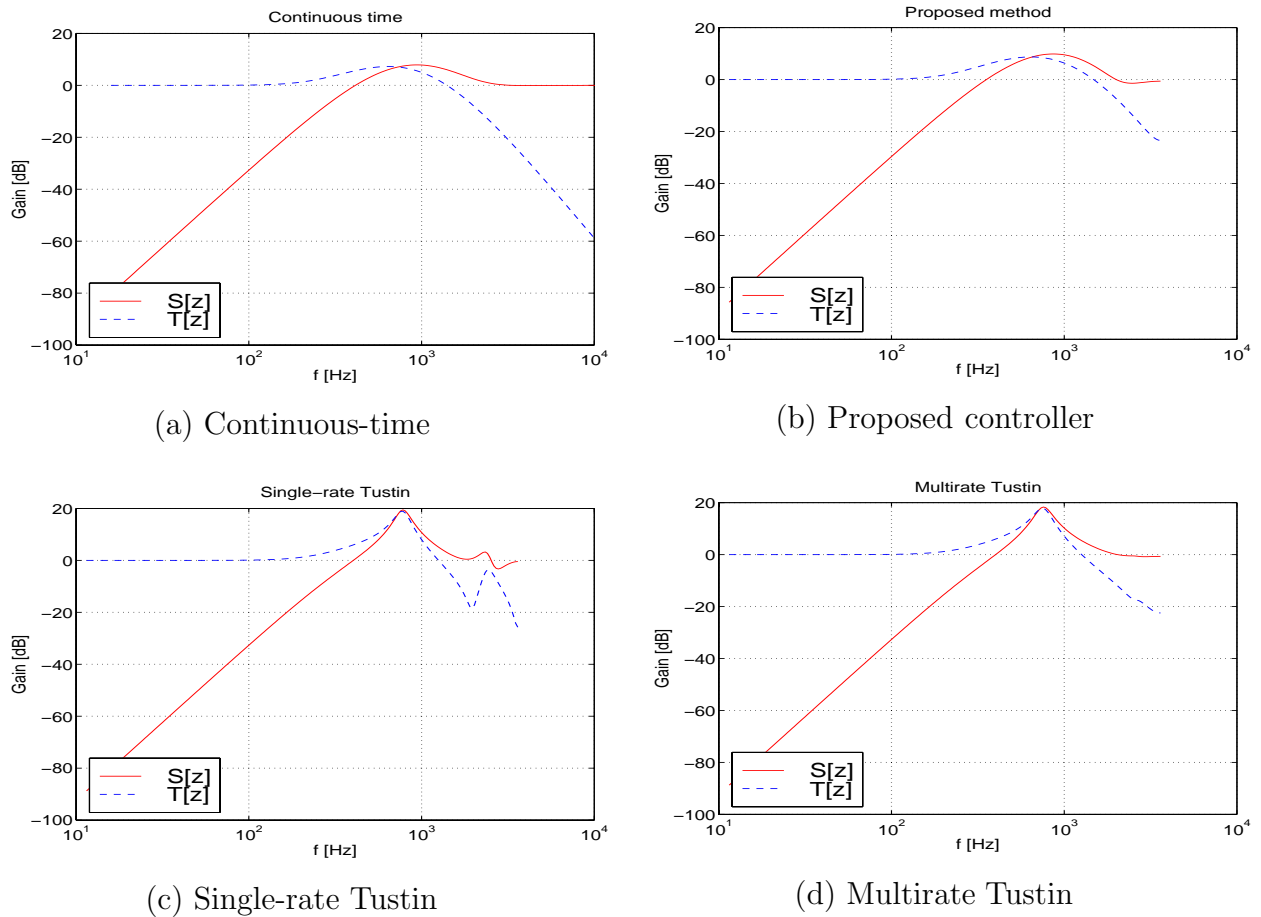 Continuous time
20
0
−20
−40
−60
−80
−100
Gain [dB]
S[z]
T[z]
10^1
10^2
10^3
10^4
f [Hz]
(a) Continuous-time
Proposed method
20
0
−20
−40
−60
−80
−100
Gain [dB]
S[z]
T[z]
10^1
10^2
10^3
10^4
f [Hz]
(b) Proposed controller
Single−rate Tustin
20
0
−20
−40
−60
−80
−100
Gain [dB]
S[z]
T[z]
10^1
10^2
10^3
10^4
f [Hz]
(c) Single-rate Tustin
Multirate Tustin
20
0
−20
−40
−60
−80
−100
Gain [dB]
S[z]
T[z]
10^1
10^2
10^3
10^4
f [Hz]
(d) Multirate Tustin